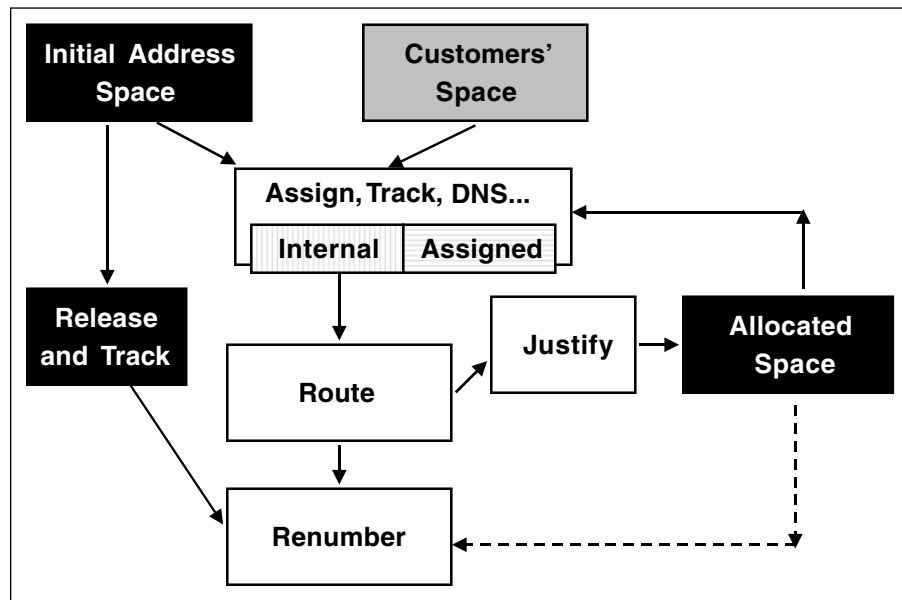 Initial Address
Space
Customers’
Space
Assign, Track, DNS...
Internal
Assigned
Release
and Track
Route
Justify
Allocated
Space
Renumber